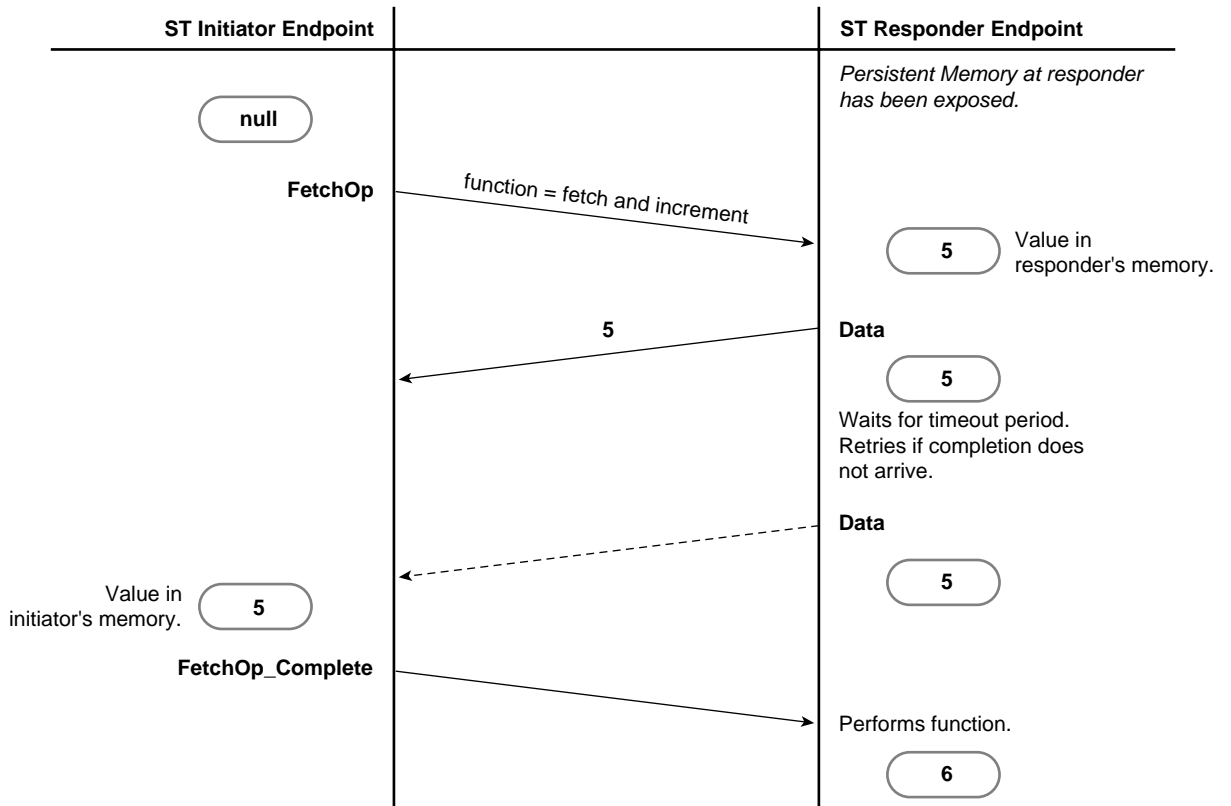 ST Initiator Endpoint
ST Responder Endpoint
Persistent Memory at responder
has been exposed.
null
FetchOp
function = fetch and increment
5
Value in
responder's memory.
5
Data
5
Waits for timeout period.
Retries if completion does
not arrive.
Data
5
Value in
initiator's memory.
5
FetchOp_Complete
Performs function.
6